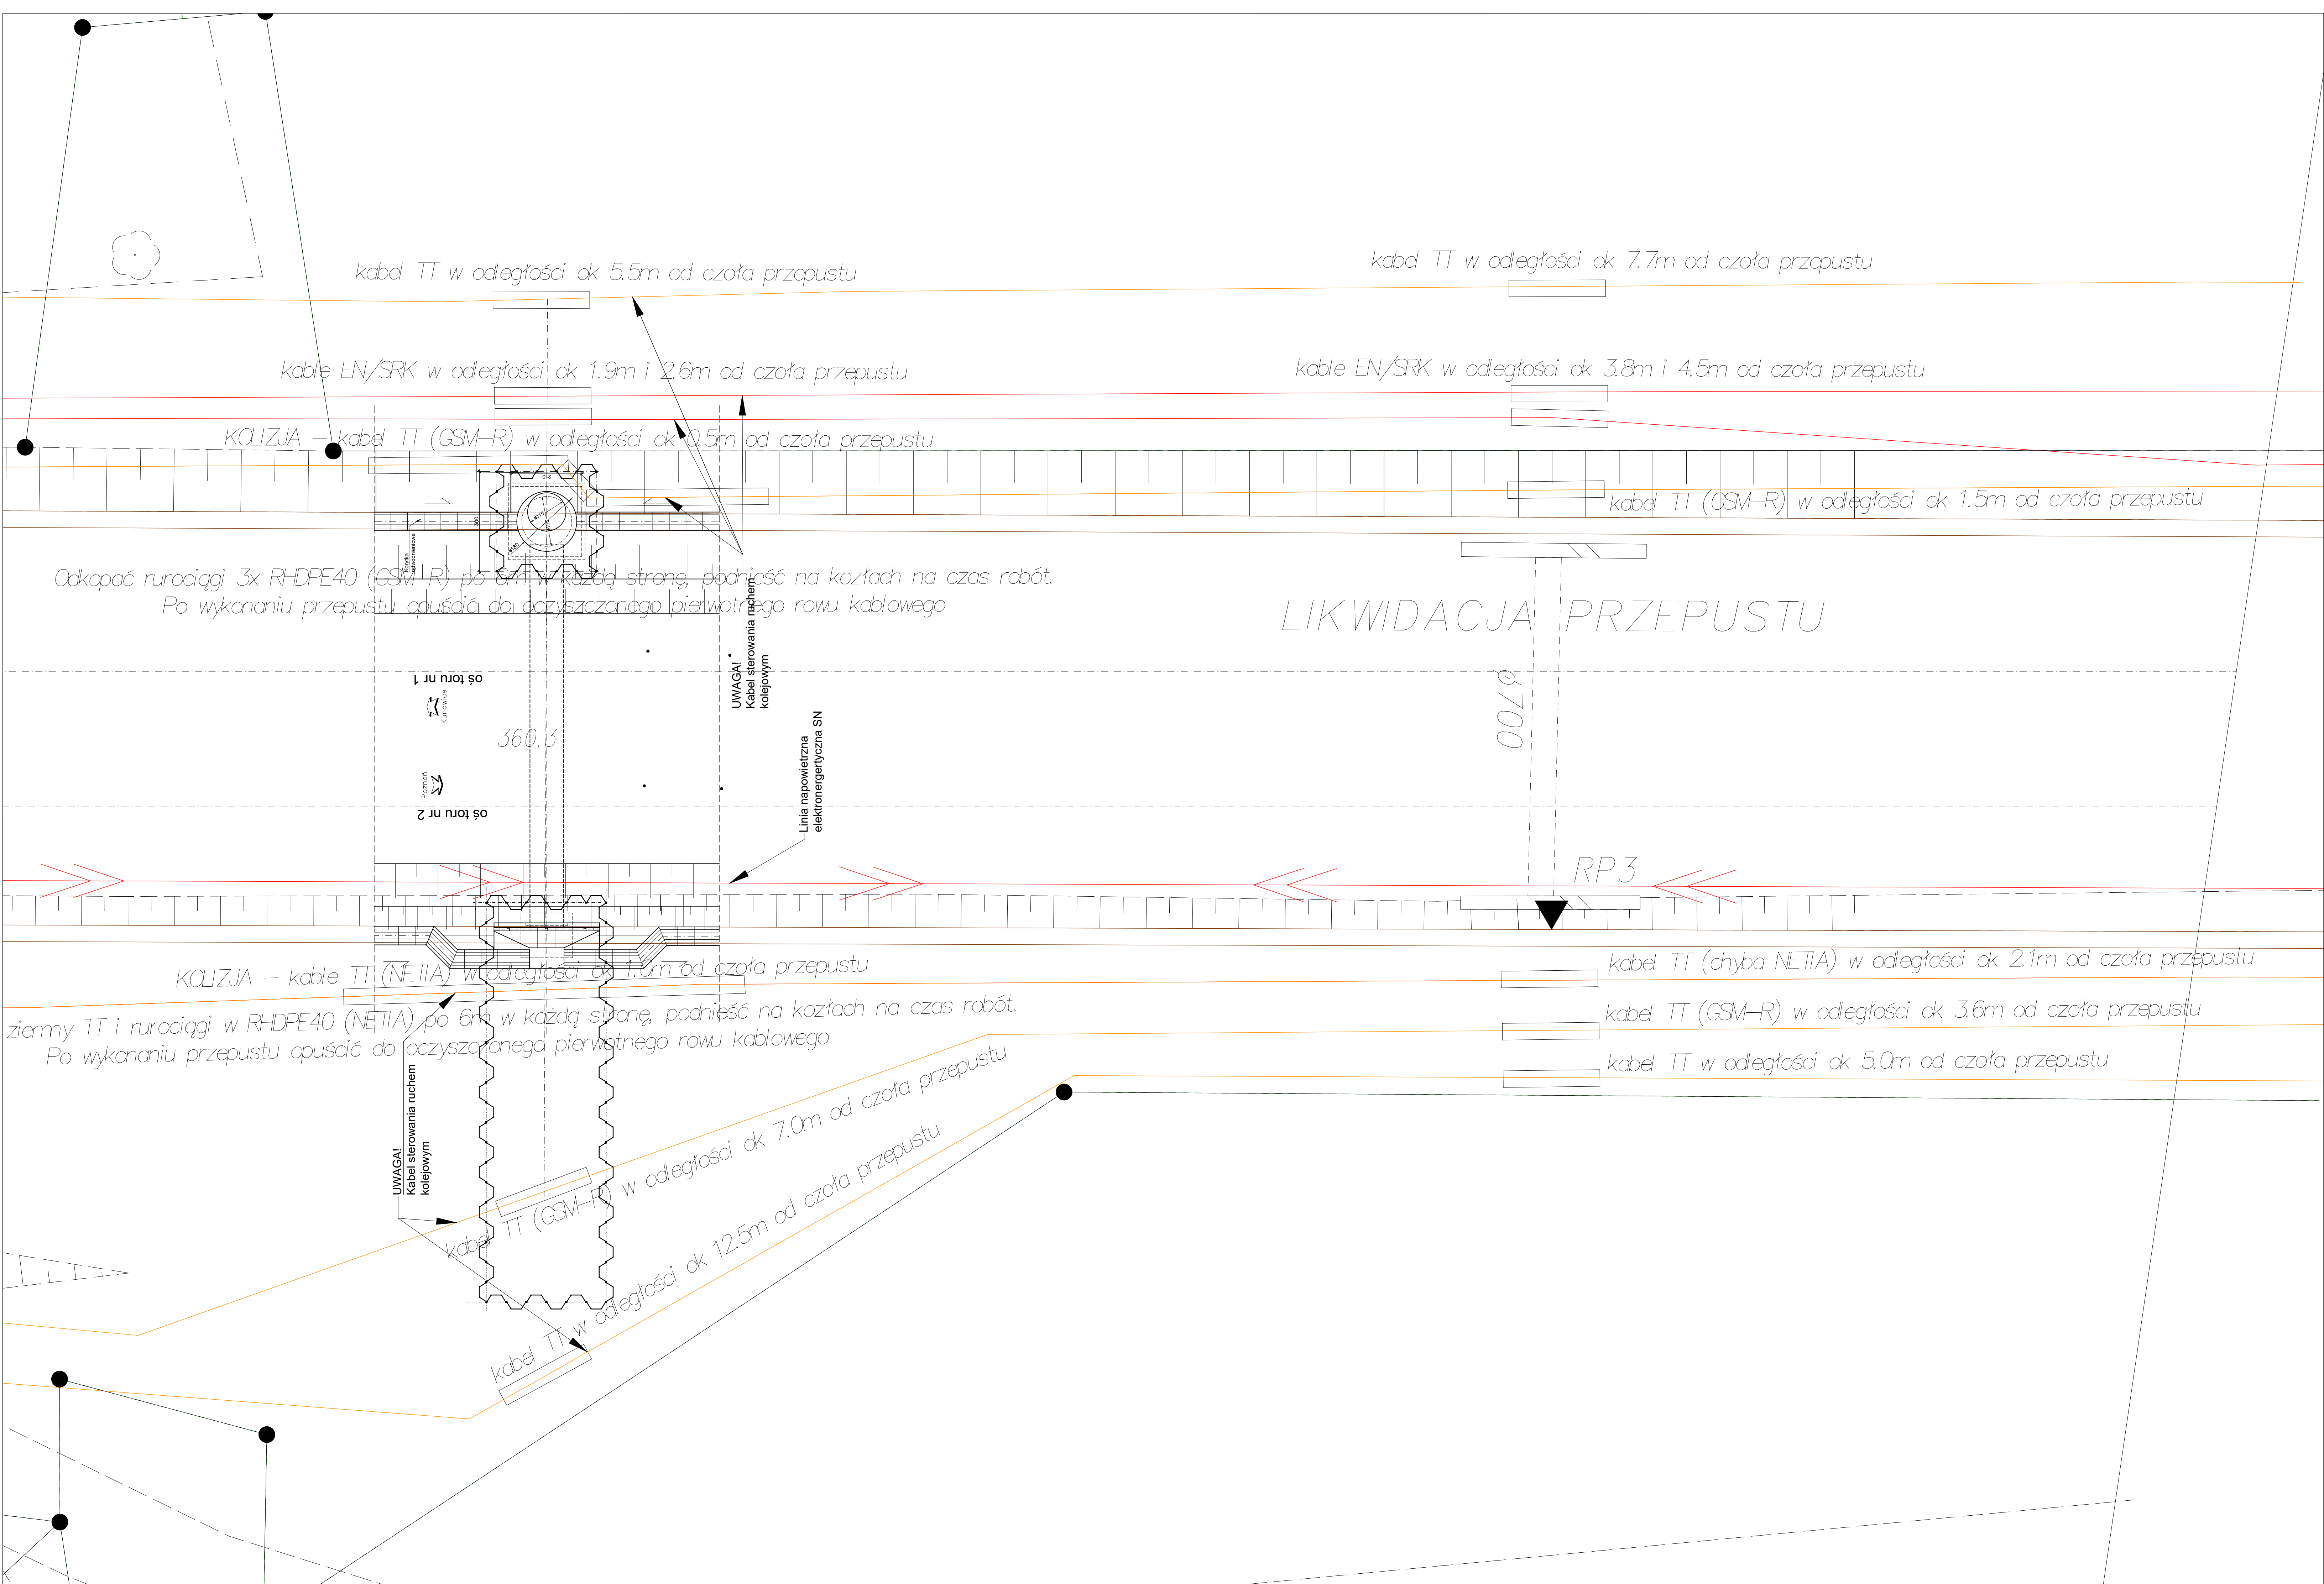 kabel TT w odległości ok 5.5m od czoła przepustu
kabel TT w odległości ok 7.7m od czoła przepustu
kable EN/SRK w odległości ok 1.9m i 2.6m od czoła przepustu
kable EN/SRK w odległości ok 3.8m i 4.5m od czoła przepustu
KOLIZJA – kabel TT (GSM–R) w odległości ok 0.5m od czoła przepustu
kabel TT (GSM–R) w odległości ok 1.5m od czoła przepustu
300
Korytka
odwodnieniowe
Odkopać rurociągi 3x RHDPE40 (GSM–R) po 6m w każdą stronę, podnieść na kozłach na czas robót.
Po wykonaniu przepustu opuścić do oczyszczonego pierwotnego rowu kablowego
LIKWIDACJA PRZEPUSTU
UWAGA!
Kabel sterowania ruchem
kolejowym
oś toru nr 1
Kunowice
360.3
ø700
Poznań
oś toru nr 2
Linia napowietrzna
elektronergertyczna SN
RP3
KOLIZJA – kable TT (NETIA) w odległości ok 1.0m od czoła przepustu
kabel TT (chyba NETIA) w odległości ok 2.1m od czoła przepustu
ziemny TT i rurociągi w RHDPE40 (NETIA) po 6m w każdą stronę, podnieść na kozłach na czas robót.
Po wykonaniu przepustu opuścić do oczyszczonego pierwotnego rowu kablowego
kabel TT (GSM–R) w odległości ok 3.6m od czoła przepustu
kabel TT w odległości ok 5.0m od czoła przepustu
UWAGA!
Kabel sterowania ruchem
kolejowym
kabel TT (GSM–R) w odległości ok 7.0m od czoła przepustu
kabel TT w odległości ok 12.5m od czoła przepustu